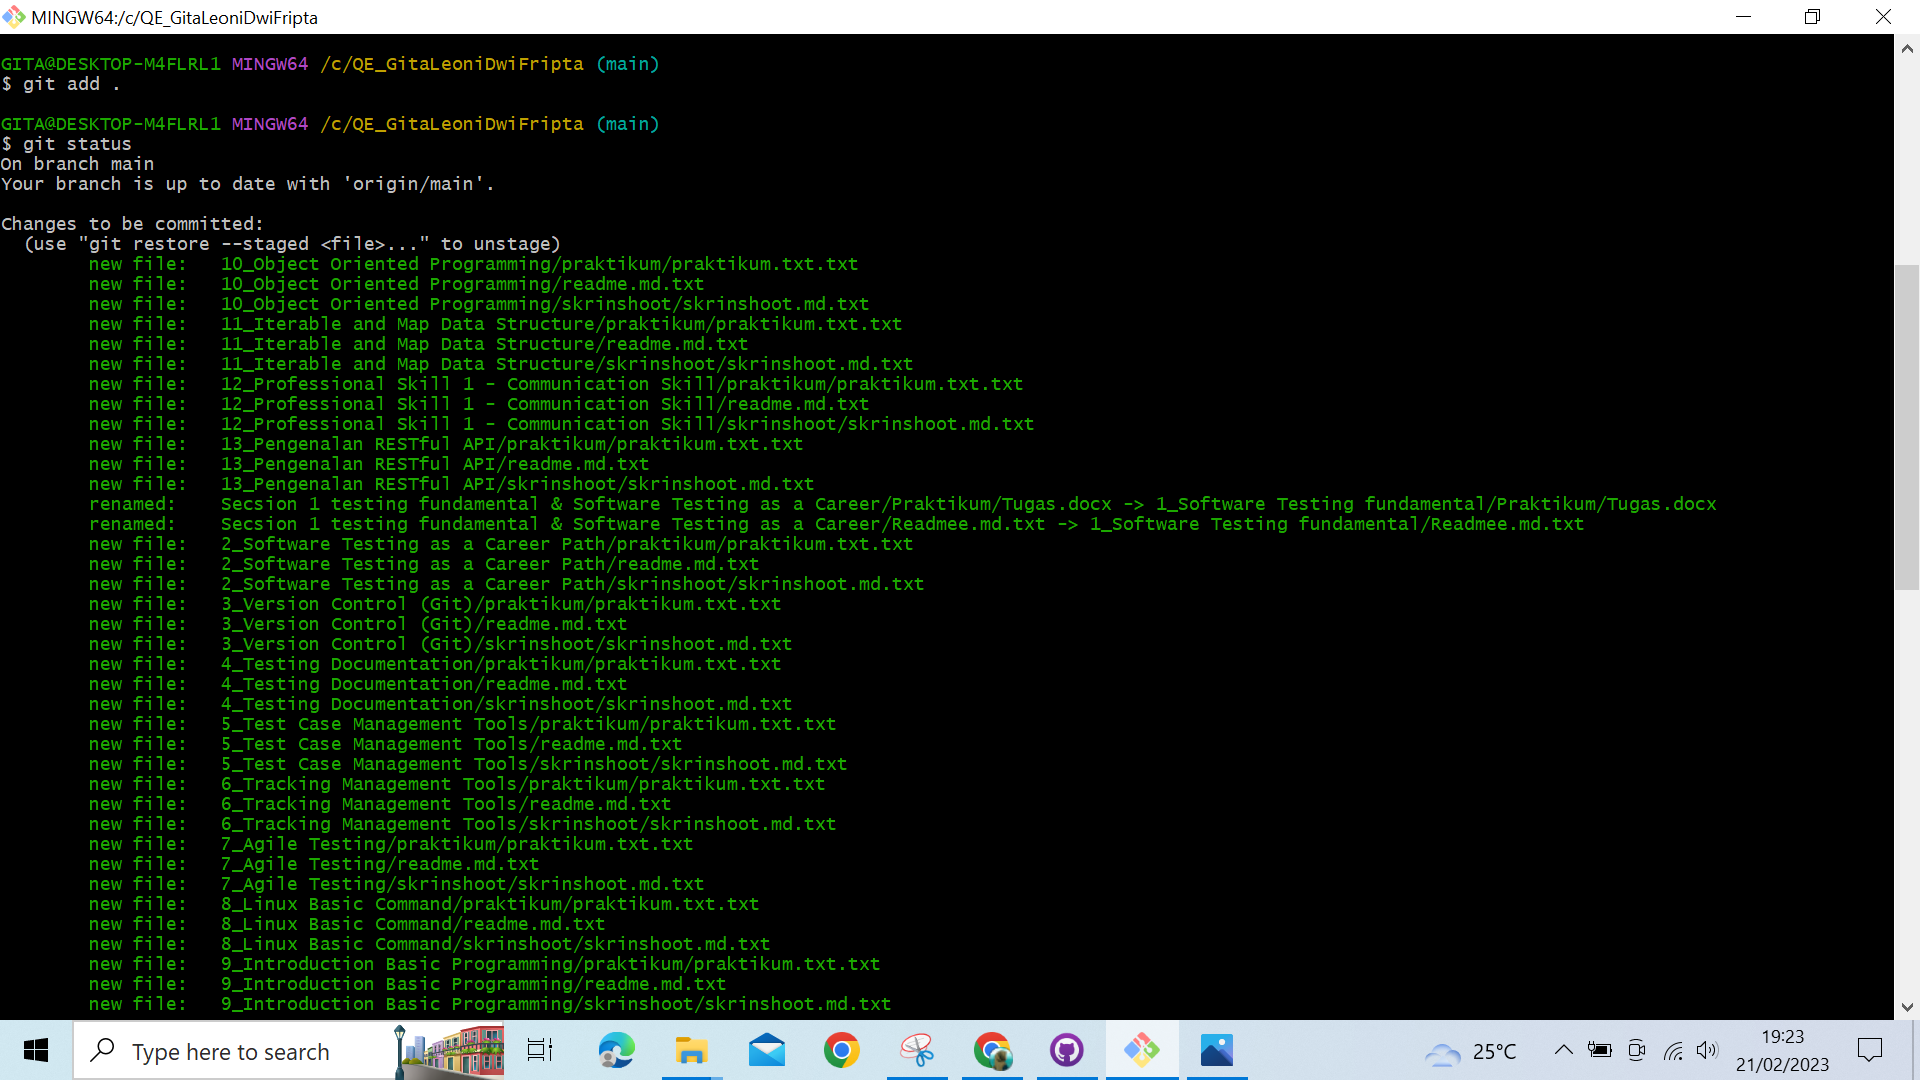 MINGW64:/c/QE_GitaLeoniDwiFripta
GITA@DESKTOP-M4FLRL1 MINGW64 /c/QE_GitaLeoniDwiFripta (main)
$ git add .
GITA@DESKTOP-M4FLRL1 MINGW64 /c/QE_GitaLeoniDwiFripta (main)
$ git status
On branch main
Your branch is up to date with 'origin/main'.
Changes to be committed:
  (use "git restore --staged <file>..." to unstage)
        new file:   10_Object Oriented Programming/praktikum/praktikum.txt.txt
        new file:   10_Object Oriented Programming/readme.md.txt
        new file:   10_Object Oriented Programming/skrinshoot/skrinshoot.md.txt
        new file:   11_Iterable and Map Data Structure/praktikum/praktikum.txt.txt
        new file:   11_Iterable and Map Data Structure/readme.md.txt
        new file:   11_Iterable and Map Data Structure/skrinshoot/skrinshoot.md.txt
        new file:   12_Professional Skill 1 - Communication Skill/praktikum/praktikum.txt.txt
        new file:   12_Professional Skill 1 - Communication Skill/readme.md.txt
        new file:   12_Professional Skill 1 - Communication Skill/skrinshoot/skrinshoot.md.txt
        new file:   13_Pengenalan RESTful API/praktikum/praktikum.txt.txt
        new file:   13_Pengenalan RESTful API/readme.md.txt
        new file:   13_Pengenalan RESTful API/skrinshoot/skrinshoot.md.txt
        renamed:    Secsion 1 testing fundamental & Software Testing as a Career/Praktikum/Tugas.docx -> 1_Software Testing fundamental/Praktikum/Tugas.docx
        renamed:    Secsion 1 testing fundamental & Software Testing as a Career/Readmee.md.txt -> 1_Software Testing fundamental/Readmee.md.txt
        new file:   2_Software Testing as a Career Path/praktikum/praktikum.txt.txt
        new file:   2_Software Testing as a Career Path/readme.md.txt
        new file:   2_Software Testing as a Career Path/skrinshoot/skrinshoot.md.txt
        new file:   3_Version Control (Git)/praktikum/praktikum.txt.txt
        new file:   3_Version Control (Git)/readme.md.txt
        new file:   3_Version Control (Git)/skrinshoot/skrinshoot.md.txt
        new file:   4_Testing Documentation/praktikum/praktikum.txt.txt
        new file:   4_Testing Documentation/readme.md.txt
        new file:   4_Testing Documentation/skrinshoot/skrinshoot.md.txt
        new file:   5_Test Case Management Tools/praktikum/praktikum.txt.txt
        new file:   5_Test Case Management Tools/readme.md.txt
        new file:   5_Test Case Management Tools/skrinshoot/skrinshoot.md.txt
        new file:   6_Tracking Management Tools/praktikum/praktikum.txt.txt
        new file:   6_Tracking Management Tools/readme.md.txt
        new file:   6_Tracking Management Tools/skrinshoot/skrinshoot.md.txt
        new file:   7_Agile Testing/praktikum/praktikum.txt.txt
        new file:   7_Agile Testing/readme.md.txt
        new file:   7_Agile Testing/skrinshoot/skrinshoot.md.txt
        new file:   8_Linux Basic Command/praktikum/praktikum.txt.txt
        new file:   8_Linux Basic Command/readme.md.txt
        new file:   8_Linux Basic Command/skrinshoot/skrinshoot.md.txt
        new file:   9_Introduction Basic Programming/praktikum/praktikum.txt.txt
        new file:   9_Introduction Basic Programming/readme.md.txt
        new file:   9_Introduction Basic Programming/skrinshoot/skrinshoot.md.txt
Type here to search
25°C
19:23
21/02/2023